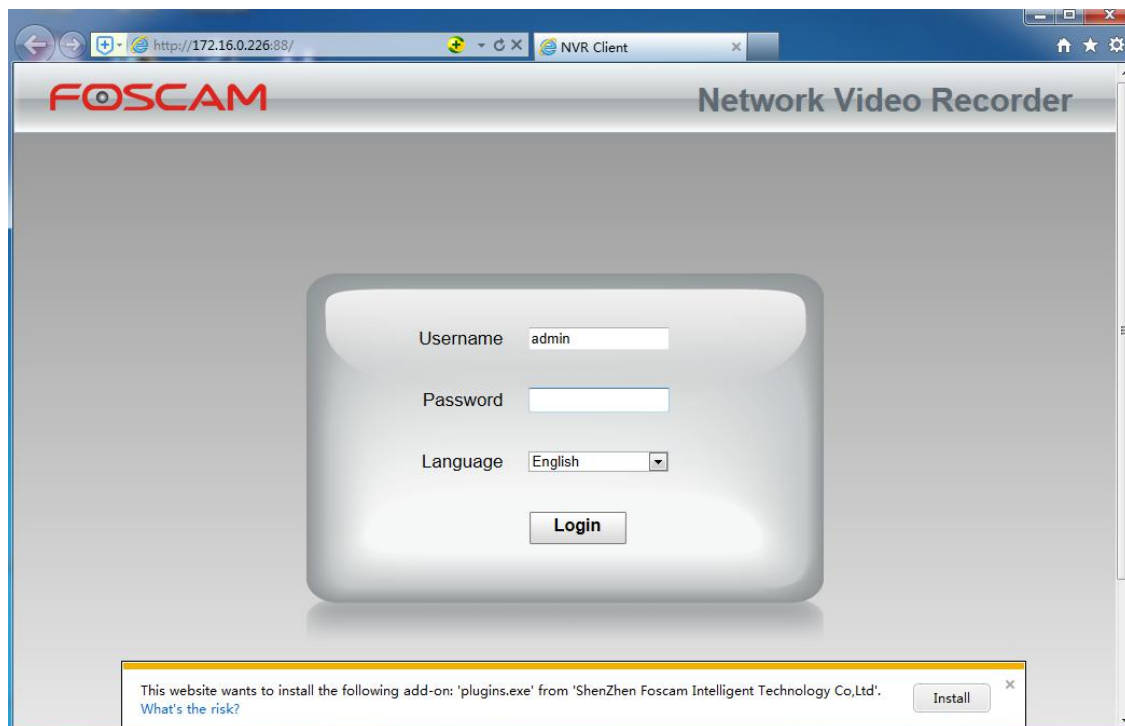 http://172.16.0.226:88/
NVR Client
FOSCAM
Network Video Recorder
Username
admin
Password
Language
English
Login
This website wants to install the following add-on: 'plugins.exe' from 'ShenZhen Foscam Intelligent Technology Co,Ltd'.
What's the risk?
Install